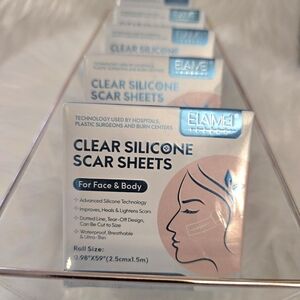 CLEAR SILICONE
ELAIMEI
CLEAR SILICONE
SCAR SHEETS
TECHNOLOGY USED BY HOSPITALS,
PLASTIC SURGEONS AND BURN CENTERS
ELAIMEI
CLEAR SILICONE
SCAR SHEETS
For Face & Body
Advanced Silicone Technology
Improves, Heals & Lightens Scars
Dotted Line, Tear-Off Design,
Can Be Cut to Size
Waterproof, Breathable
& Ultra-Thin
Roll Size:
0.98"X59"(2.5cmx1.5m)